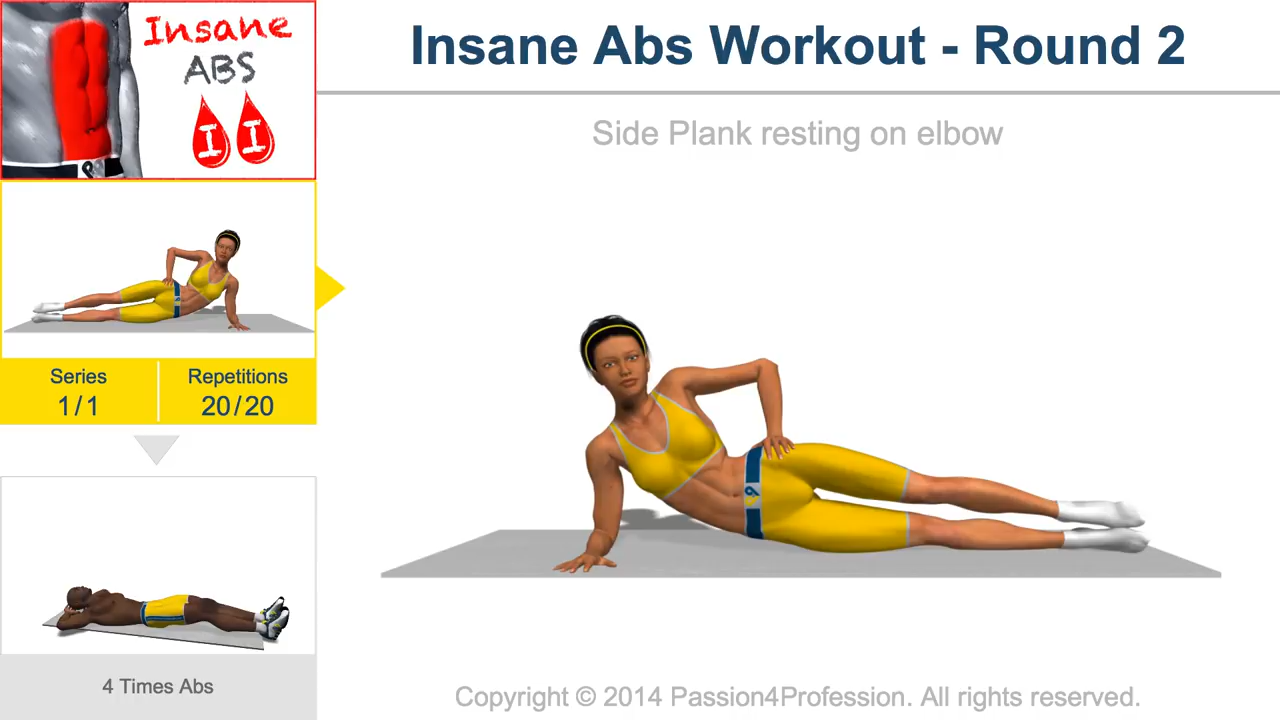 Insane
ABS
I I
Insane Abs Workout - Round 2
Side Plank resting on elbow
Series
1/1
Repetitions
20/20
4 Times Abs
Copyright © 2014 Passion4Profession. All rights reserved.